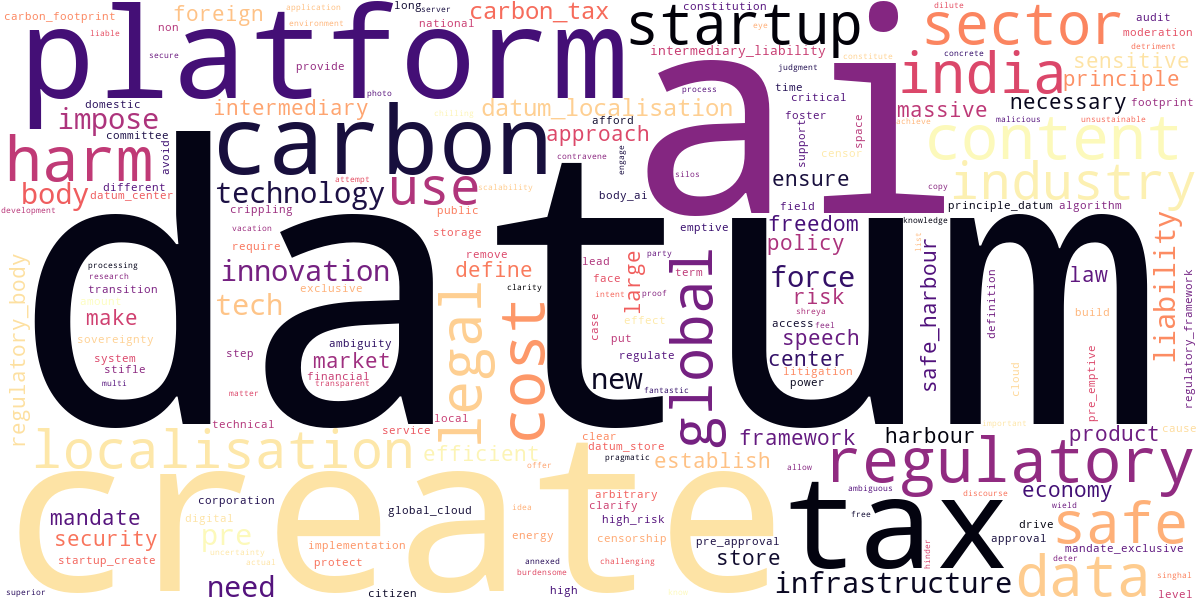 carbon_footprint
liable
non
foreign
long
server
carbon_tax
national
application
environment
constitution
startup
eye
sector
dilute
audit
moderation
detriment
platform
secure
provide
photo
intermediary_liability
constitute
judgment
concrete
india
sensitive
principle
ai
domestic
impose
committee
intermediary
datum_localisation
process
time
critical
massive
necessary
footprint
malicious
unsustainable
afford
foster
achieve
harm
avoid
carbon
approach
support
space
content
contravene
engage
censor
silos
body
different
datum_center
technology
attempt
use
scalability
body_ai
ensure
copy
industry
development
crippling
public
vacation
storage
emptive
field
freedom
knowledge
principle_datum
algorithm
require
remove
policy
list
datum
processing
research
transition
innovation
exclusive
define
clarity
lead
face
large
party
term
force
law
regulatory_body
make
sovereignty
tech
intent
proof
global
risk
shreya
safe_harbour
definition
build
liability
regulatory_framework
system
stifle
multi
step
ambiguity
market
financial
transparent
legal
cost
case
effect
put
regulate
access
feel
speech
center
litigation
power
pre_emptive
cloud
matter
new
fantastic
technical
service
local
important
localisation
efficient
clear
datum_store
pragmatic
establish
framework
harbour
product
cause
create
offer
allow
regulatory
ambiguous
discourse
economy
wield
corporation
global_cloud
idea
arbitrary
clarify
high_risk
free
tax
safe
mandate
digital
security
pre
startup_create
uncertainty
actual
implementation
protect
energy
censorship
annexed
challenging
burdensome
pre_approval
store
hinder
drive
approval
deter
mandate_exclusive
superior
need
citizen
high
infrastructure
data
singhal
level